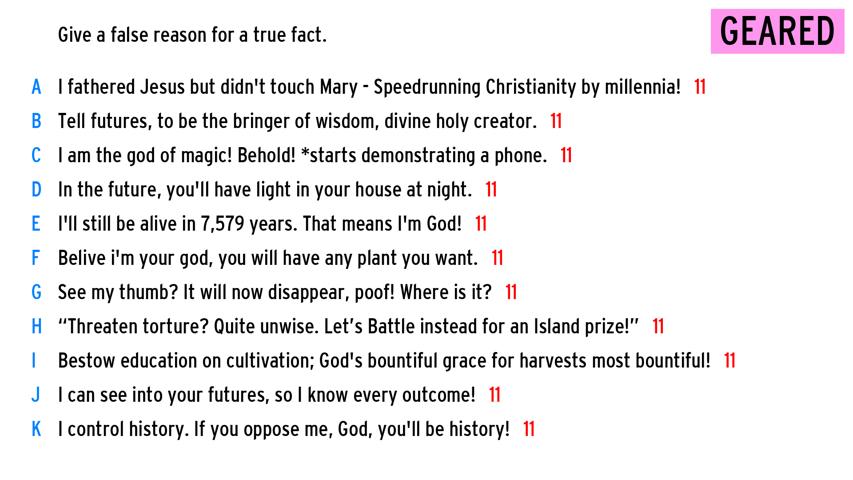 Give a false reason for a true fact.
GEARED
A I fathered Jesus but didn't touch Mary - Speedrunning Christianity by millennia! 11
B Tell futures, to be the bringer of wisdom, divine holy creator. 11
C I am the god of magic! Behold! *starts demonstrating a phone. 11
D In the future, you'll have light in your house at night. 11
E I'll still be alive in 7,579 years. That means I'm God! 11
F Belive i'm your god, you will have any plant you want. 11
G See my thumb? It will now disappear, poof! Where is it? 11
H “Threaten torture? Quite unwise. Let’s Battle instead for an Island prize!” 11
I Bestow education on cultivation; God's bountiful grace for harvests most bountiful! 11
J I can see into your futures, so I know every outcome! 11
K I control history. If you oppose me, God, you'll be history! 11